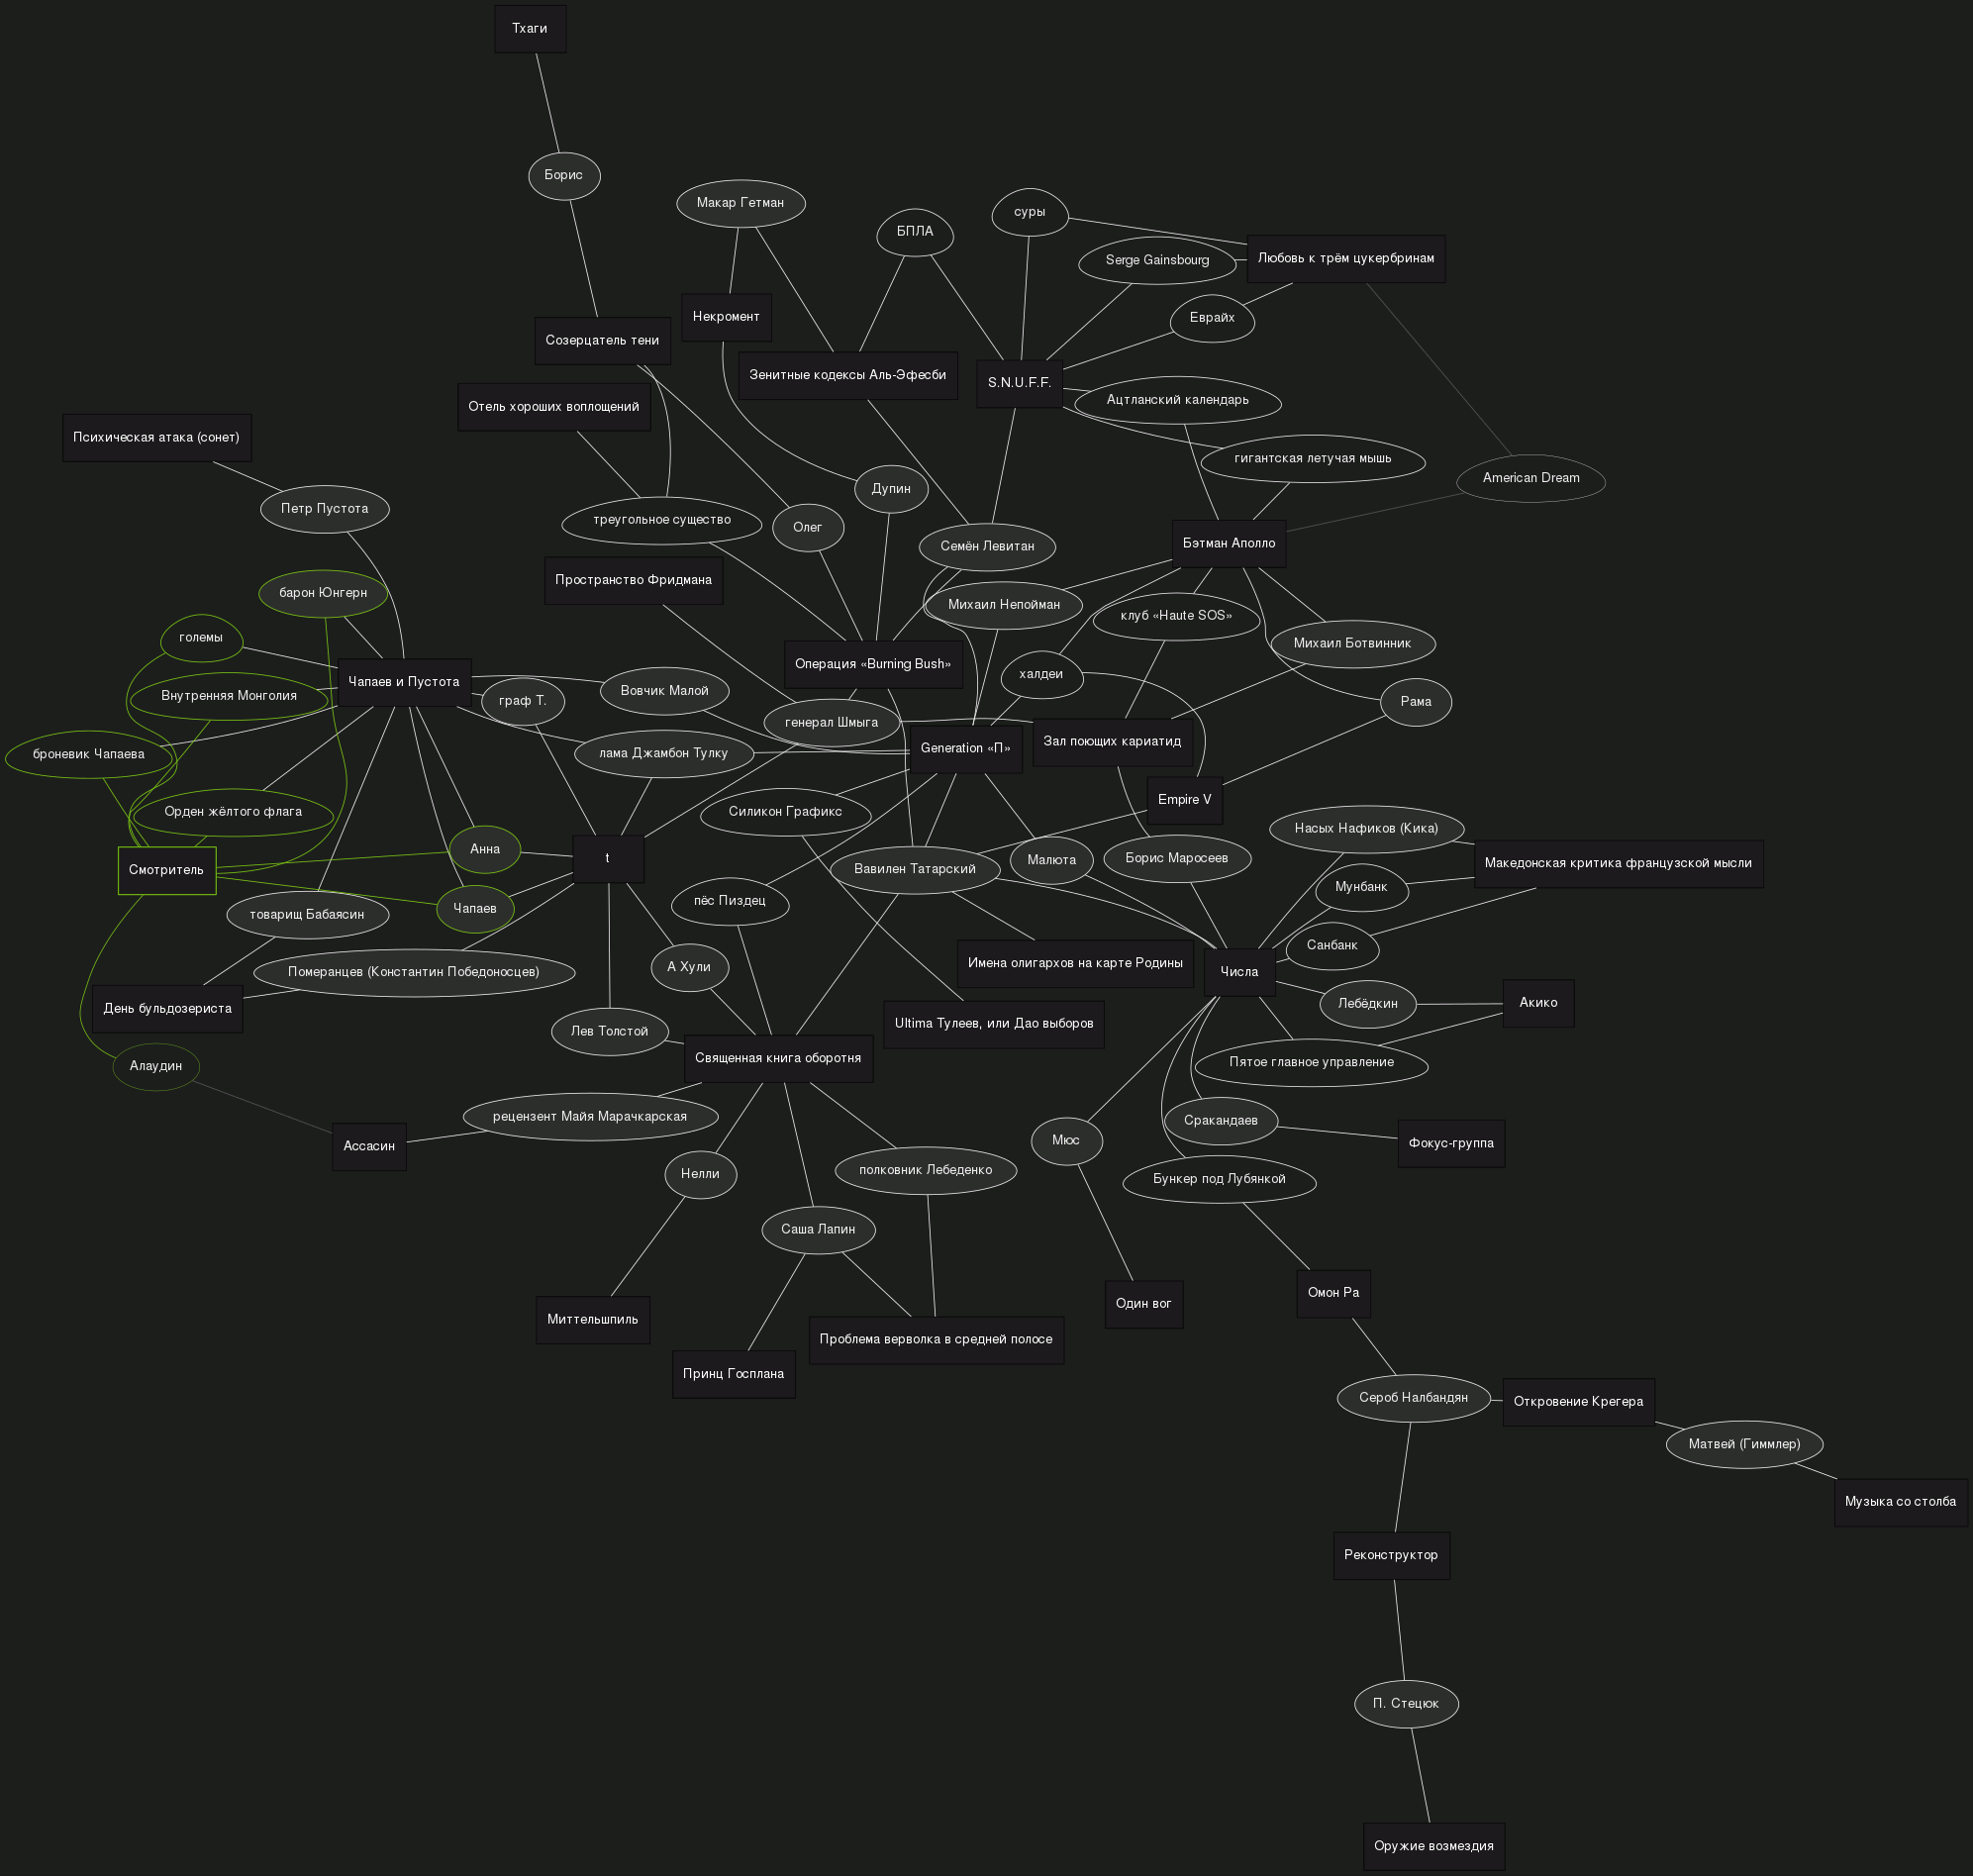 Тхаги
Борис
Макар Гетман
суры
БПЛА
Serge Gainsbourg
Любовь к трём цукербринам
Некромент
Еврайх
Созерцатель тени
Зенитные кодексы Аль-Эфесби
S.N.U.F.F.
Отель хороших воплощений
Ацтланский календарь
Психическая атака (сонет)
гигантская летучая мышь
American Dream
Дупин
Петр Пустота
треугольное существо
Олег
Семён Левитан
Бэтман Аполло
Пространство Фридмана
барон Юнгерн
Михаил Непойман
клуб «Haute SOS»
големы
Михаил Ботвинник
Операция «Burning Bush»
халдеи
Чапаев и Пустота
Вовчик Малой
Внутренняя Монголия
граф Т.
Рама
генерал Шмыга
Зал поющих кариатид
Generation «П»
броневик Чапаева
лама Джамбон Тулку
Empire V
Орден жёлтого флага
Силикон Графикс
Насых Нафиков (Кика)
Анна
t
Малюта
Борис Маросеев
Македонская критика французской мысли
Смотритель
Вавилен Татарский
Мунбанк
пёс Пиздец
Чапаев
товарищ Бабаясин
Санбанк
Имена олигархов на карте Родины
А Хули
Числа
Померанцев (Константин Победоносцев)
День бульдозериста
Лебёдкин
Акико
Лев Толстой
Ultima Тулеев, или Дао выборов
Священная книга оборотня
Пятое главное управление
Алаудин
рецензент Майя Марачкарская
Сракандаев
Ассасин
Мюс
Фокус-группа
Нелли
полковник Лебеденко
Бункер под Лубянкой
Саша Лапин
Омон Ра
Один вог
Миттельшпиль
Проблема верволка в средней полосе
Принц Госплана
Сероб Налбандян
Откровение Крегера
Матвей (Гиммлер)
Музыка со столба
Реконструктор
П. Стецюк
Оружие возмездия